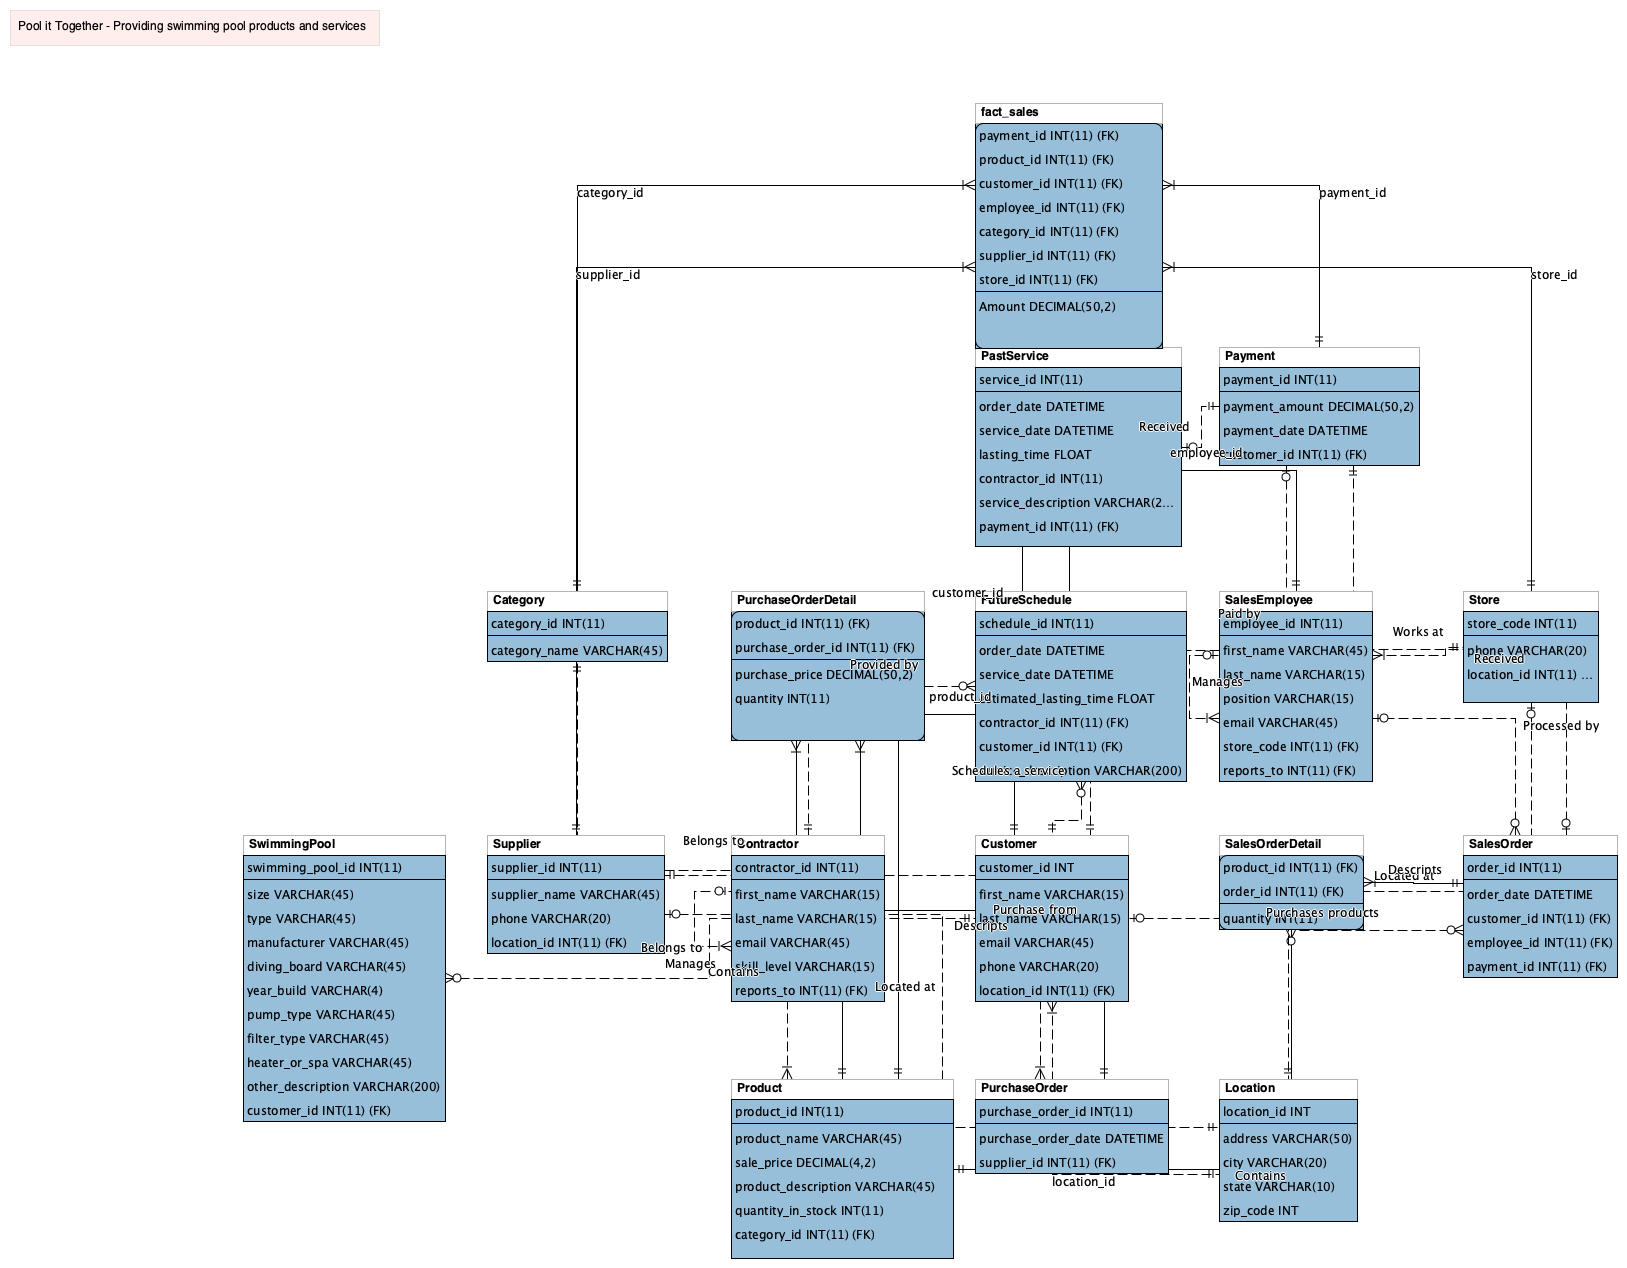 Pool it Together - Providing swimming pool products and services
fact_sales
payment_id INT(11) (FK)
product_id INT(11) (FK)
customer_id INT(11) (FK)
employee_id INT(11) (FK)
category_id INT(11) (FK)
supplier_id INT(11) (FK)
store_id INT(11) (FK)
Amount DECIMAL(50,2)
category_id
payment_id
supplier_id
store_id
PastService
service_id INT(11)
order_date DATETIME
service_date DATETIME
lasting_time FLOAT
contractor_id INT(11)
service_description VARCHAR(2...
payment_id INT(11) (FK)
Payment
payment_id INT(11)
payment_amount DECIMAL(50,2)
payment_date DATETIME
customer_id INT(11) (FK)
Received
employee_id
Category
category_id INT(11)
category_name VARCHAR(45)
PurchaseOrderDetail
product_id INT(11) (FK)
purchase_order_id INT(11) (FK)
purchase_price DECIMAL(50,2)
quantity INT(11)
Provided by
product_id
customer_id
FutureSchedule
schedule_id INT(11)
order_date DATETIME
service_date DATETIME
estimated_lasting_time FLOAT
contractor_id INT(11) (FK)
customer_id INT(11) (FK)
VARCHAR(200)
Schedules a service
SalesEmployee
Paid by
employee_id INT(11)
first_name VARCHAR(45)
last_name VARCHAR(15)
position VARCHAR(15)
email VARCHAR(45)
store_code INT(11) (FK)
reports_to INT(11) (FK)
Manages
Works at
Store
store_code INT(11)
phone VARCHAR(20)
location_id INT(11) ...
Received
Processed by
SwimmingPool
swimming_pool_id INT(11)
size VARCHAR(45)
type VARCHAR(45)
manufacturer VARCHAR(45)
diving_board VARCHAR(45)
year_build VARCHAR(4)
pump_type VARCHAR(45)
filter_type VARCHAR(45)
heater_or_spa VARCHAR(45)
other_description VARCHAR(200)
customer_id INT(11) (FK)
Supplier
supplier_id INT(11)
supplier_name VARCHAR(45)
phone VARCHAR(20)
location_id INT(11) (FK)
Belongs to
Belongs to
Manages
Contains
Contractor
contractor_id INT(11)
first_name VARCHAR(15)
last_name VARCHAR(15)
email VARCHAR(45)
skill_level VARCHAR(15)
reports_to INT(11) (FK)
Located at
Customer
customer_id INT
first_name VARCHAR(15)
last_name VARCHAR(15)
email VARCHAR(45)
phone VARCHAR(20)
location_id INT(11) (FK)
Purchase from
Descripts
SalesOrderDetail
product_id INT(11) (FK)
order_id INT(11) (FK)
quantity INT(11)
Purchases products
Descripts
Located at
SalesOrder
order_id INT(11)
order_date DATETIME
customer_id INT(11) (FK)
employee_id INT(11) (FK)
payment_id INT(11) (FK)
Product
product_id INT(11)
product_name VARCHAR(45)
sale_price DECIMAL(4,2)
product_description VARCHAR(45)
quantity_in_stock INT(11)
category_id INT(11) (FK)
PurchaseOrder
purchase_order_id INT(11)
purchase_order_date DATETIME
supplier_id INT(11) (FK)
location_id
Location
location_id INT
address VARCHAR(50)
city VARCHAR(20)
Contains
state VARCHAR(10)
zip_code INT